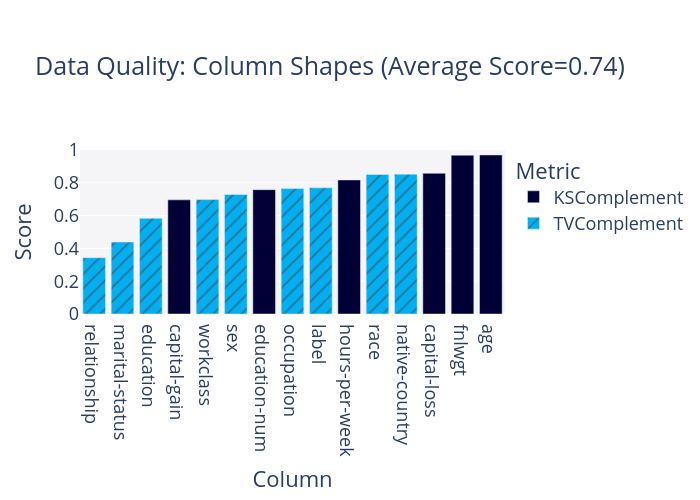 Data Quality: Column Shapes (Average Score=0.74)
Score
1
0.8
0.6
0.4
0.2
0
relationship
marital-status
education
capital-gain
workclass
sex
education-num
occupation
label
hours-per-week
race
native-country
capital-loss
fnlwgt
age
Column
Metric
KSComplement
TVComplement